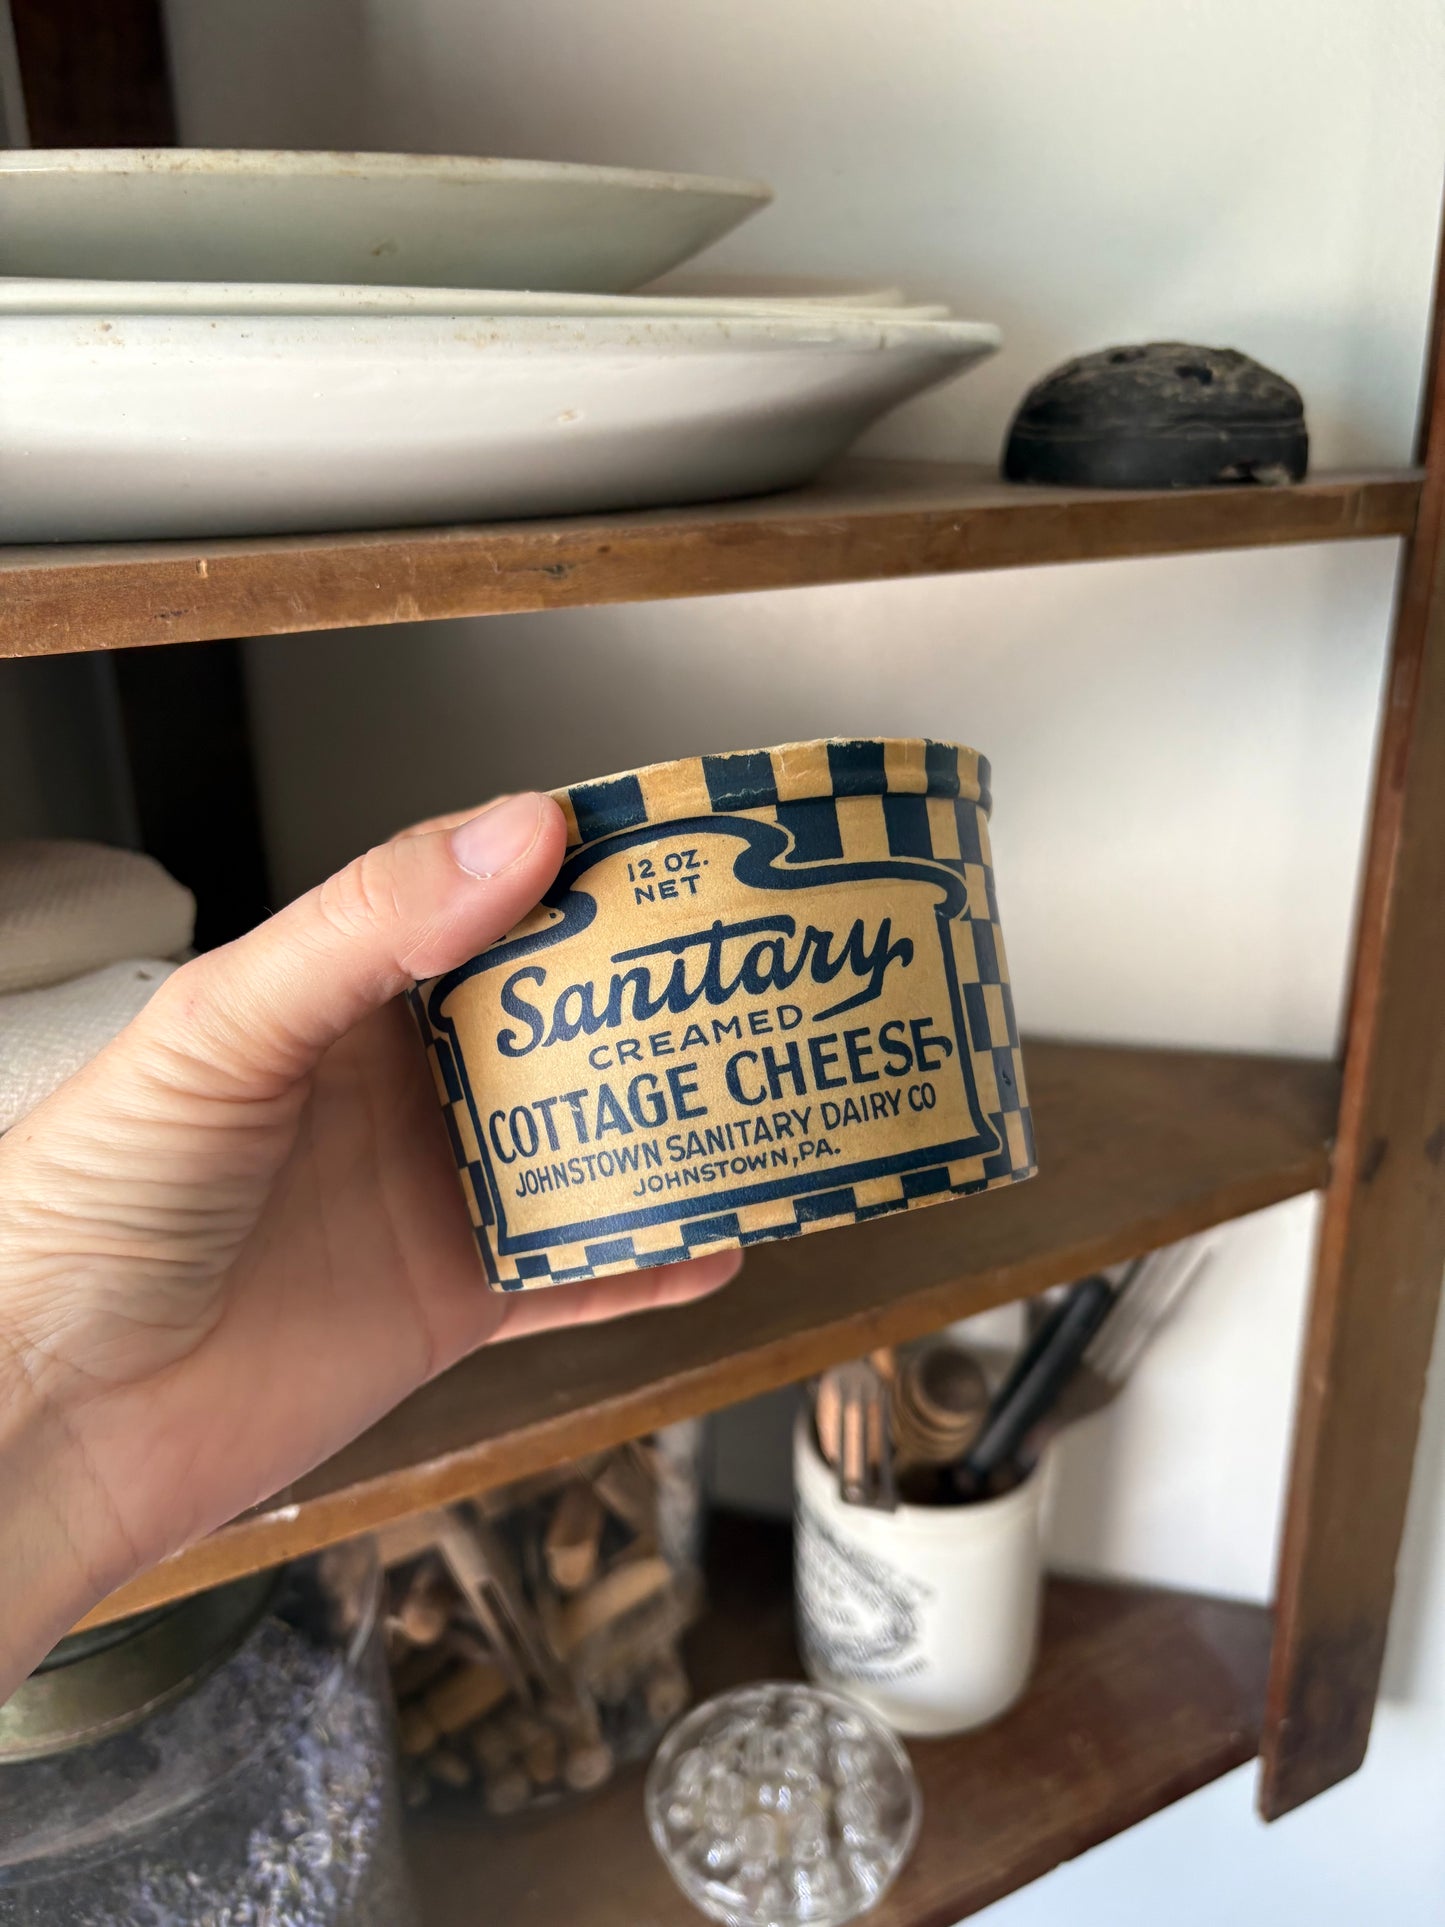 12 OZ.
NET
Sanitary
CREAMED
COTTAGE CHEESE
JOHNSTOWN SANITARY DAIRY CO
JOHNSTOWN, PA.